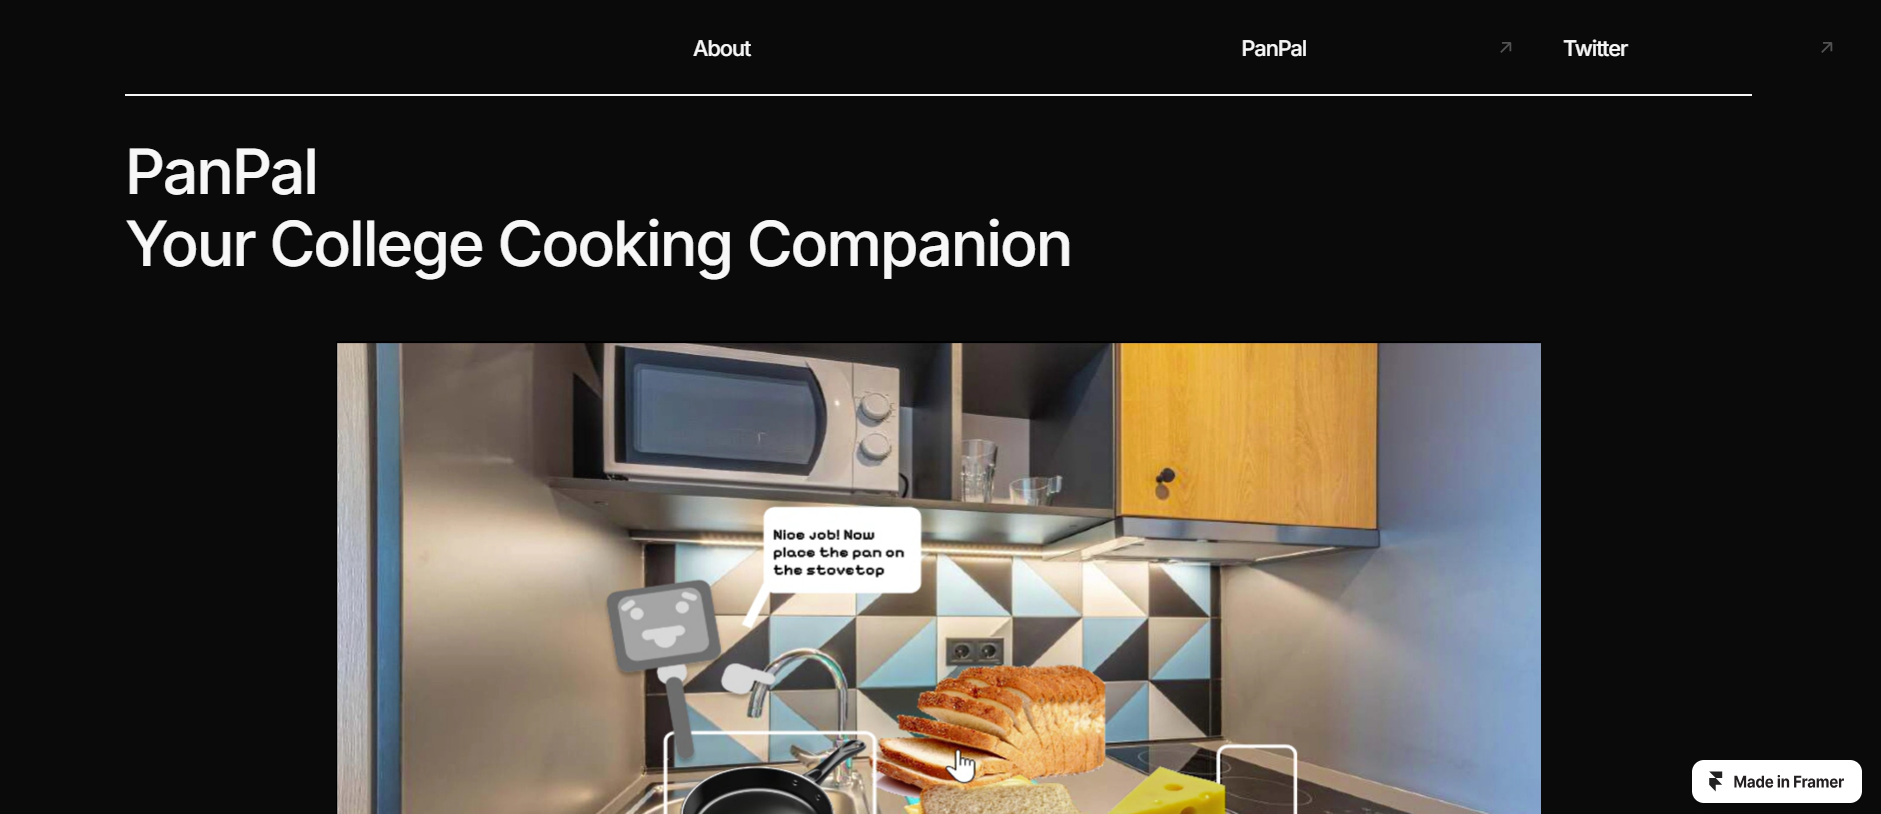 About
PanPal
Twitter
PanPal
Your College Cooking Companion
Nice Job! Now
place the pan on
the stovetop
Made in Framer